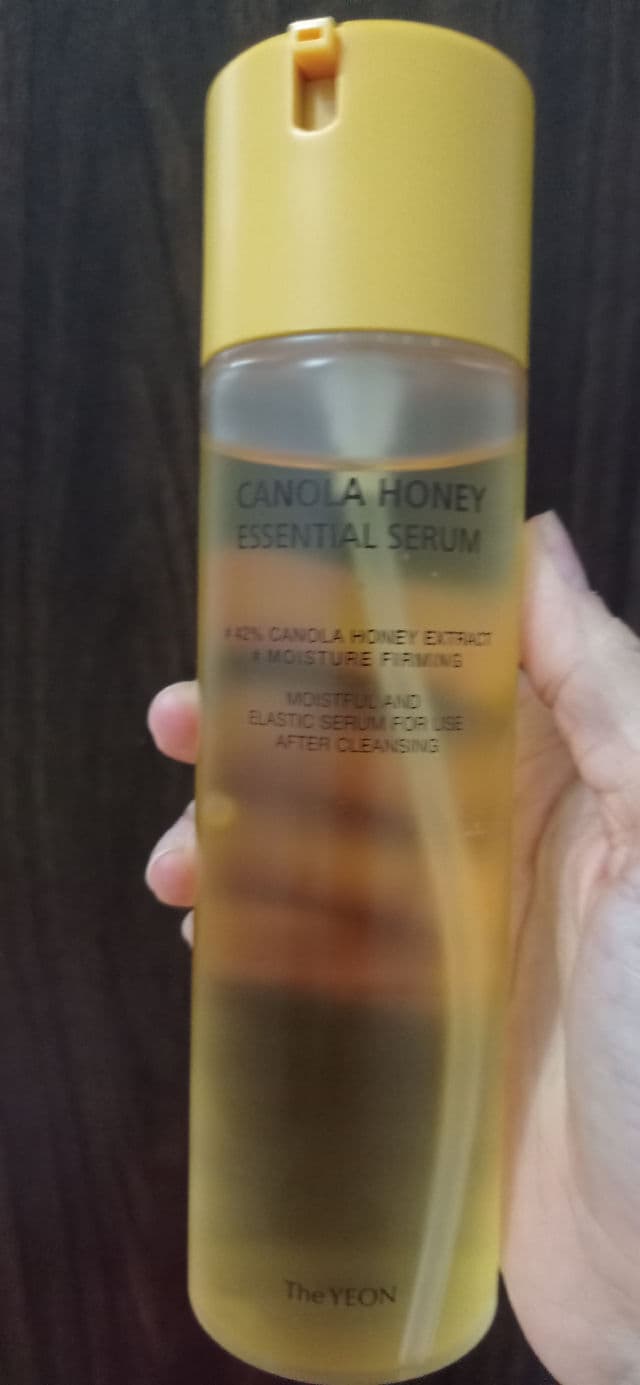 CANOLA HONEY
ESSENTIAL SERUM
# 42% CANOLA HONEY EXTRACT
# MOISTURE FIRMING
MOISTFUL AND
ELASTIC SERUM FOR USE
AFTER CLEANSING
The YEON